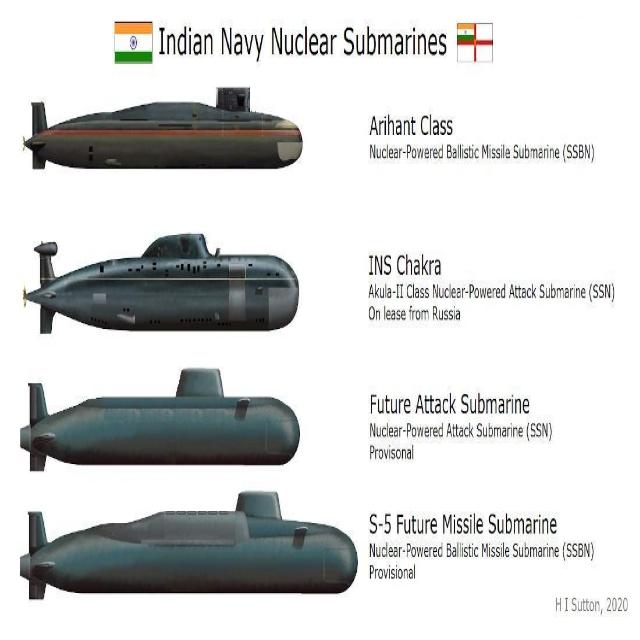 Indian Navy Nuclear Submarines
Arihant Class
Nuclear-Powered Ballistic Missile Submarine (SSBN)
INS Chakra
Akula-II Class Nuclear-Powered Attack Submarine (SSN)
On lease from Russia
Future Attack Submarine
Nuclear-Powered Attack Submarine (SSN)
Provisonal
S-5 Future Missile Submarine
Nuclear-Powered Ballistic Missile Submarine (SSBN)
Provisional
H I Sutton, 2020